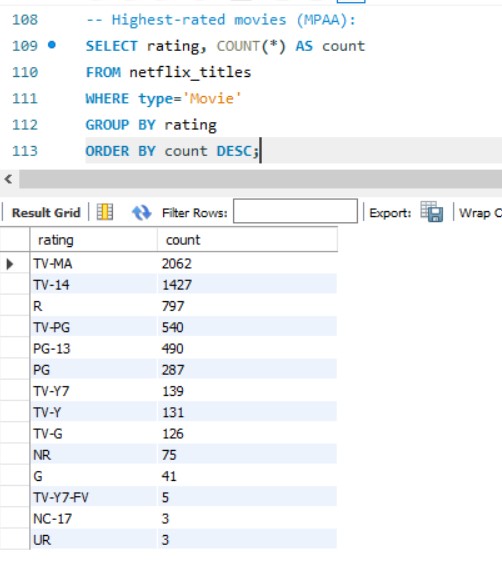 108 -- Highest-rated movies (MPAA):
109 SELECT rating, COUNT(*) AS count
110 FROM netflix_titles
111 WHERE type='Movie'
112 GROUP BY rating
113 ORDER BY count DESC;
Result Grid Filter Rows: Export: Wrap C
rating count
TV-MA 2062
TV-14 1427
R 797
TV-PG 540
PG-13 490
PG 287
TV-Y7 139
TV-Y 131
TV-G 126
NR 75
G 41
TV-Y7-FV 5
NC-17 3
UR 3